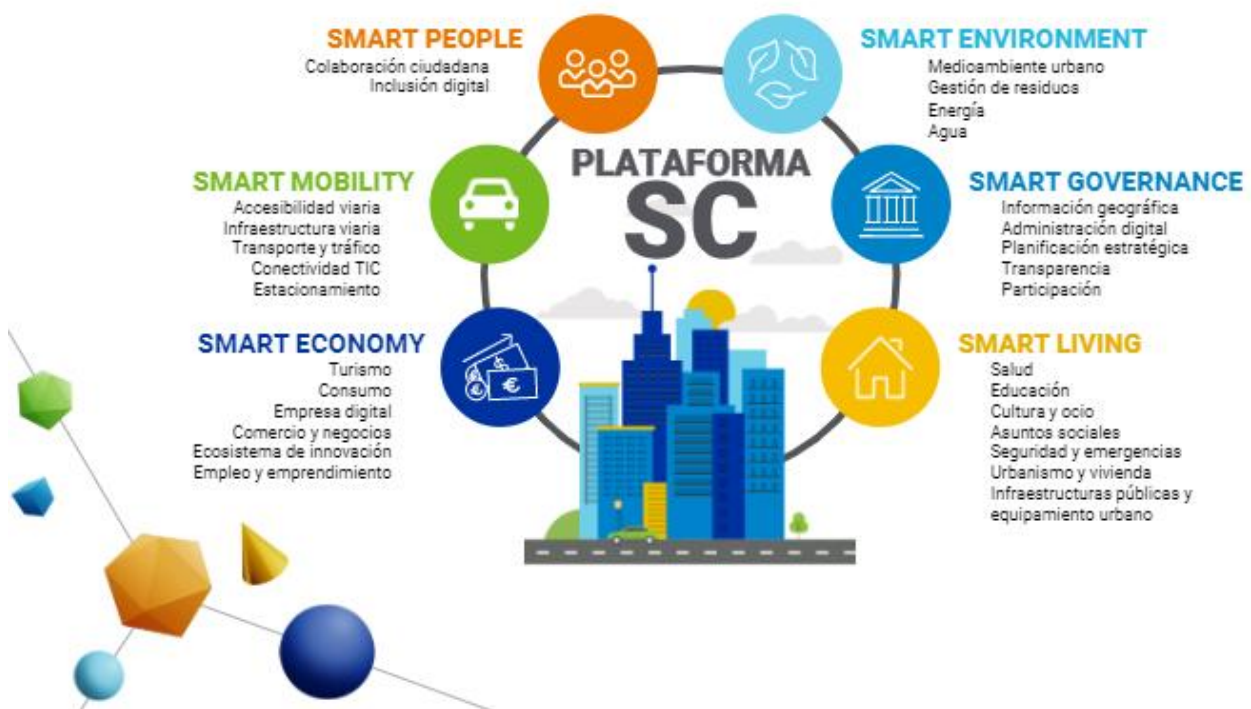 SMART PEOPLE
Colaboración ciudadana
Inclusión digital
SMART ENVIRONMENT
Medioambiente urbano
Gestión de residuos
Energía
Agua
PLATAFORMA
SC
SMART MOBILITY
Accesibilidad viaria
Infraestructura viaria
Transporte y tráfico
Conectividad TIC
Estacionamiento
SMART GOVERNANCE
Información geográfica
Administración digital
Planificación estratégica
Transparencia
Participación
SMART ECONOMY
Turismo
Consumo
Empresa digital
Comercio y negocios
Ecosistema de innovación
Empleo y emprendimiento
SMART LIVING
Salud
Educación
Cultura y ocio
Asuntos sociales
Seguridad y emergencias
Urbanismo y vivienda
Infraestructuras públicas y
equipamiento urbano